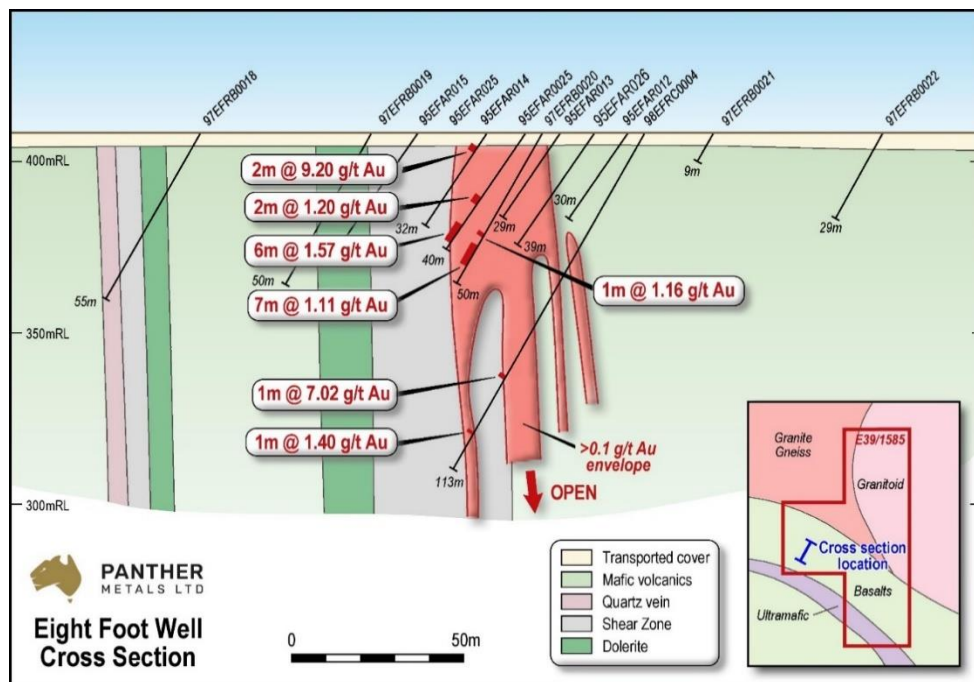 97EFRB0018
97EFRB0019
95EFAR015
95EFAR025
95EFAR014
95EFAR0025
97EFRB0020
95EFAR013
95EFAR026
95EFAR012
98EFRC0004
97EFRB0021
97EFRB0022
400mRL
350mRL
300mRL
2m @ 9.20 g/t Au
2m @ 1.20 g/t Au
6m @ 1.57 g/t Au
7m @ 1.11 g/t Au
1m @ 7.02 g/t Au
1m @ 1.40 g/t Au
1m @ 1.16 g/t Au
55m
50m
32m
40m
50m
29m
39m
30m
113m
9m
29m
>0.1 g/t Au
envelope
OPEN
PANTHER
METALS LTD
Eight Foot Well
Cross Section
0
50m
Transported cover
Mafic volcanics
Quartz vein
Shear Zone
Dolerite
E39/1585
Granite
Gneiss
Granitoid
Cross section
location
Basalts
Ultramafic